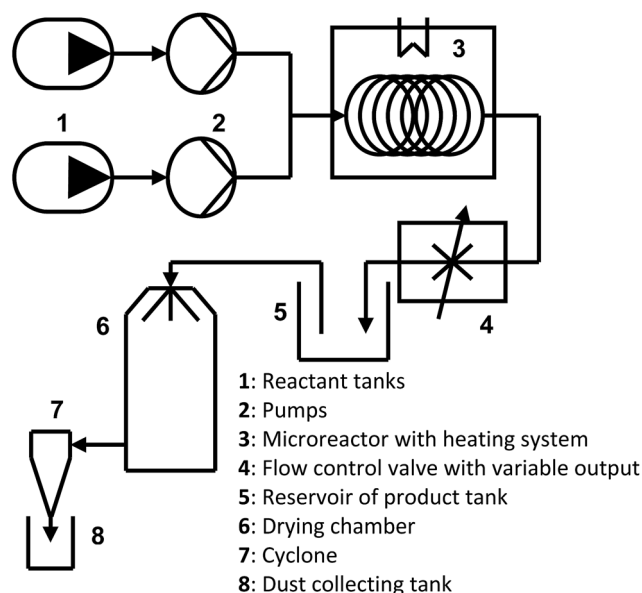 1
2
3
4
5
6
7
8
1: Reactant tanks
2: Pumps
3: Microreactor with heating system
4: Flow control valve with variable output
5: Reservoir of product tank
6: Drying chamber
7: Cyclone
8: Dust collecting tank